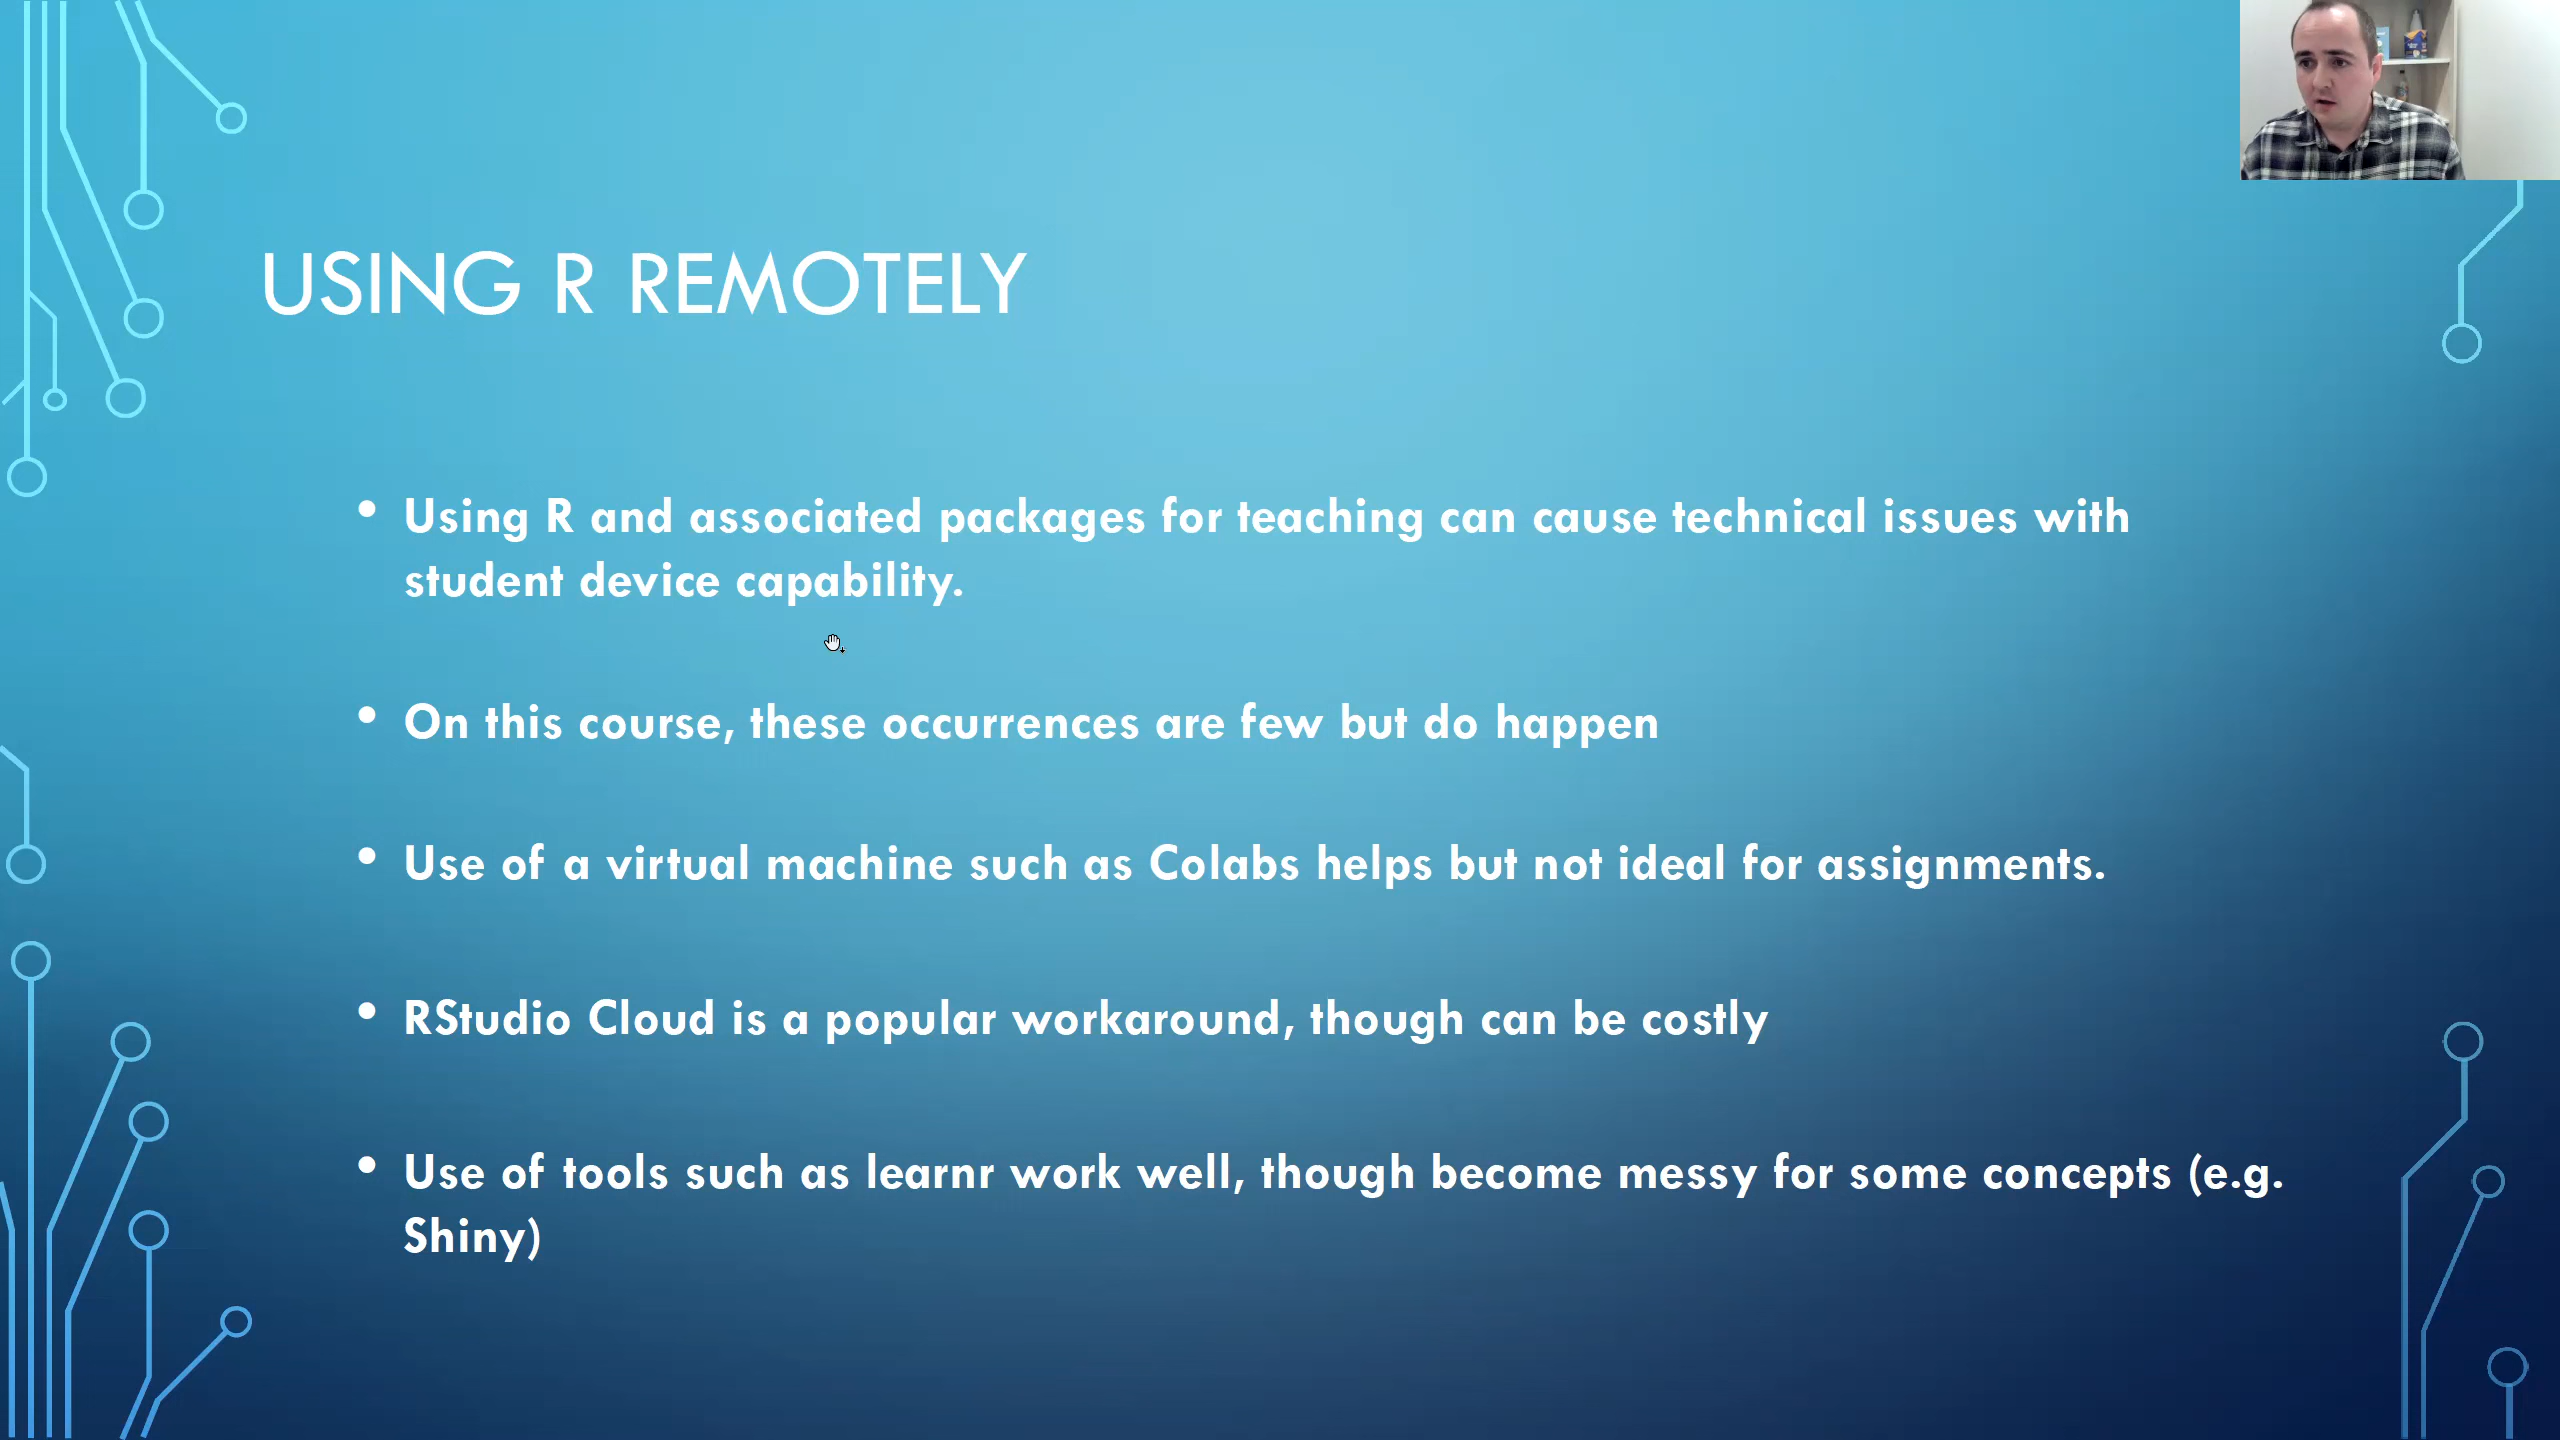 USING R REMOTELY
• Using R and associated packages for teaching can cause technical issues with
student device capability.
• On this course, these occurrences are few but do happen
• Use of a virtual machine such as Colabs helps but not ideal for assignments.
• RStudio Cloud is a popular workaround, though can be costly
• Use of tools such as learnr work well, though become messy for some concepts (e.g.
Shiny)